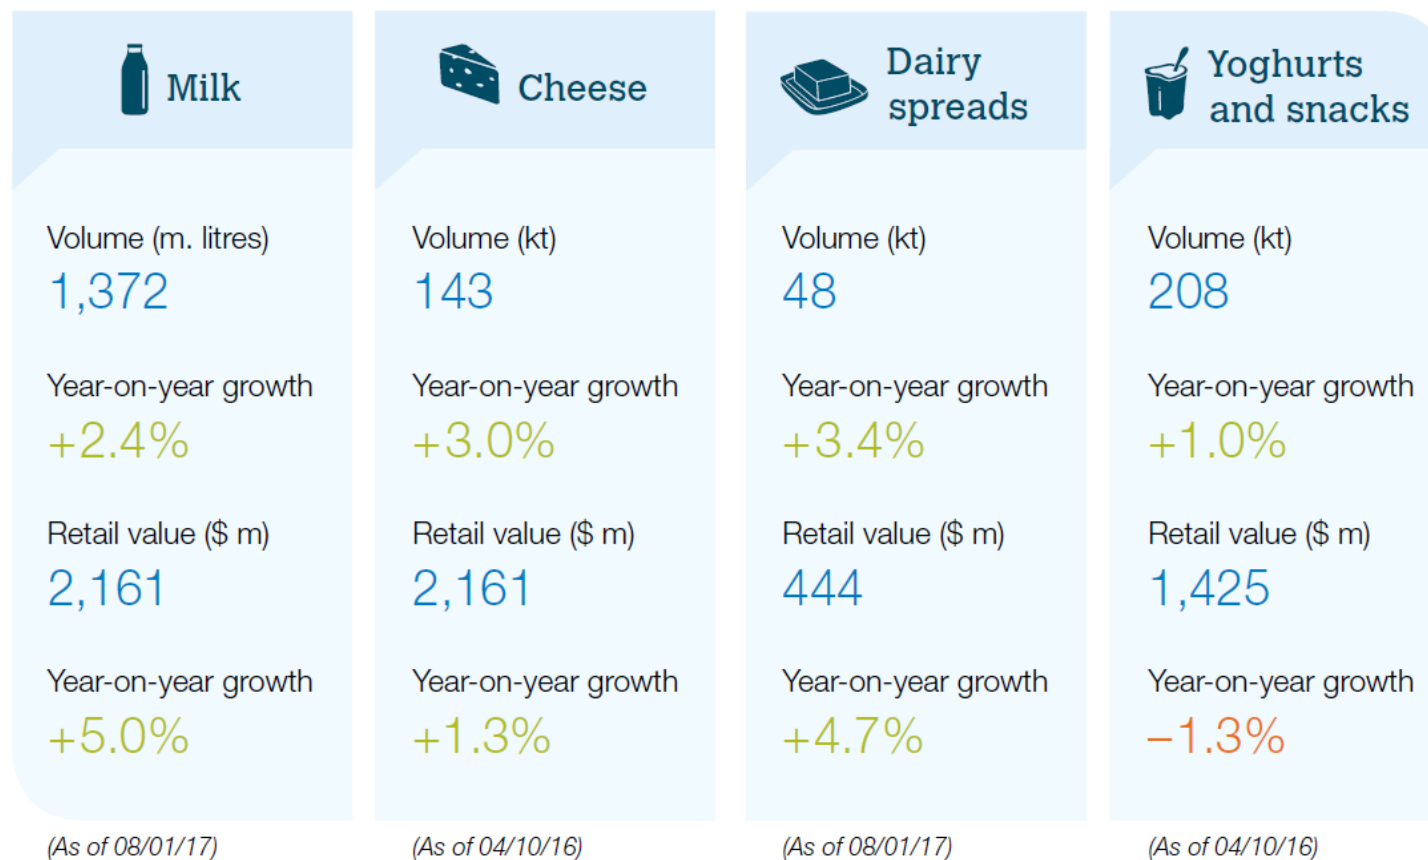 Milk
Volume (m. litres)
1,372
Year-on-year growth
+2.4%
Retail value ($ m)
2,161
Year-on-year growth
+5.0%
(As of 08/01/17)
Cheese
Volume (kt)
143
Year-on-year growth
+3.0%
Retail value ($ m)
2,161
Year-on-year growth
+1.3%
(As of 04/10/16)
Dairy
spreads
Volume (kt)
48
Year-on-year growth
+3.4%
Retail value ($ m)
444
Year-on-year growth
+4.7%
(As of 08/01/17)
Yoghurts
and snacks
Volume (kt)
208
Year-on-year growth
+1.0%
Retail value ($ m)
1,425
Year-on-year growth
–1.3%
(As of 04/10/16)